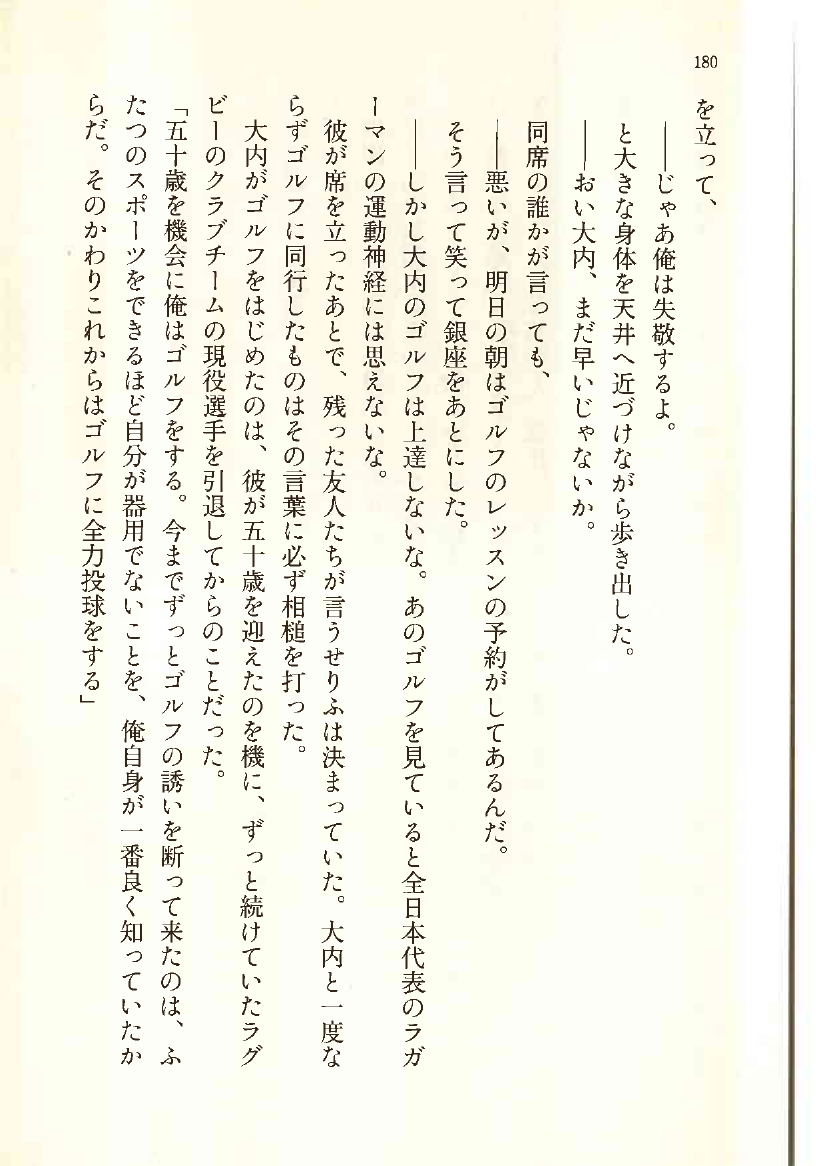 180
を立って、
――じゃあ俺は失敬するよ。
と大きな身体を天井へ近づけながら歩き出した。
――おい大内、まだ早いじゃないか。
同席の誰かが言っても、
――悪いが、明日の朝はゴルフのレッスンの予約がしてあるんだ。
そう言って笑って銀座をあとにした。
――しかし大内のゴルフは上達しないな。あのゴルフを見ていると全日本代表のラガ
ーマンの運動神経には思えないな。
彼が席を立ったあとで、残った友人たちが言うせりふは決まっていた。大内と一度な
らずゴルフに同行したものはその言葉に必ず相槌を打った。
大内がゴルフをはじめたのは、彼が五十歳を迎えたのを機に、ずっと続けていたラグ
ビーのクラブチームの現役選手を引退してからのことだった。
「五十歳を機会に俺はゴルフをする。今までずっとゴルフの誘いを断って来たのは、ふ
たつのスポーツをできるほど自分が器用でないことを、俺自身が一番良く知っていたか
らだ。そのかわりこれからはゴルフに全力投球をする」